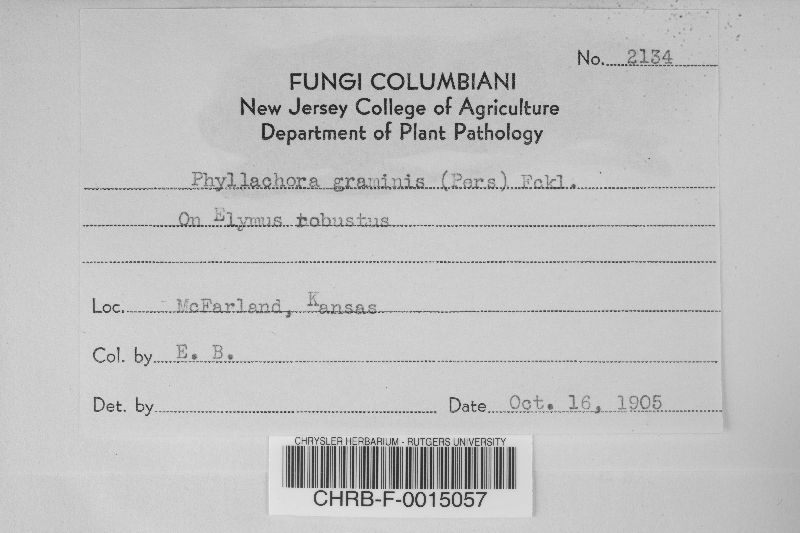 No. 2134
FUNGI COLUMBIANI
New Jersey College of Agriculture
Department of Plant Pathology
Phyllachora graminis (Pers) Fckl.
On Elymus robustus
Loc. McFarland, Kansas
Col. by E. B.
Det. by
Date Oct. 16, 1905
CHRYSLER HERBARIUM - RUTGERS UNIVERSITY
CHRB-F-0015057